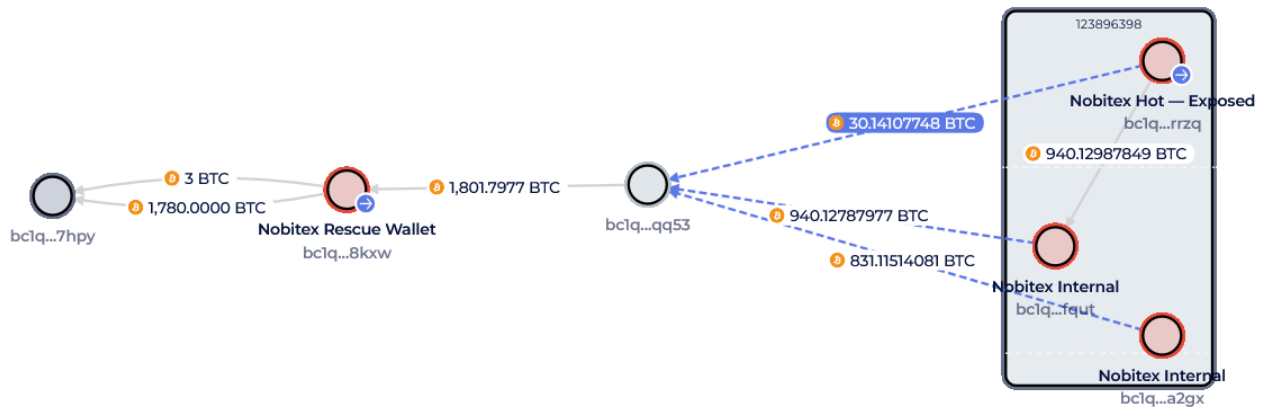 123896398
Nobitex Hot — Exposed
bc1q...rrzq
30.14107748 BTC
940.12987849 BTC
3 BTC
1,780.0000 BTC
bc1q...7hpy
Nobitex Rescue Wallet
bc1q...8kxw
1,801.7977 BTC
bc1q...qq53
940.12787977 BTC
831.11514081 BTC
Nobitex Internal
bc1q...fqut
Nobitex Internal
bc1q...a2gx